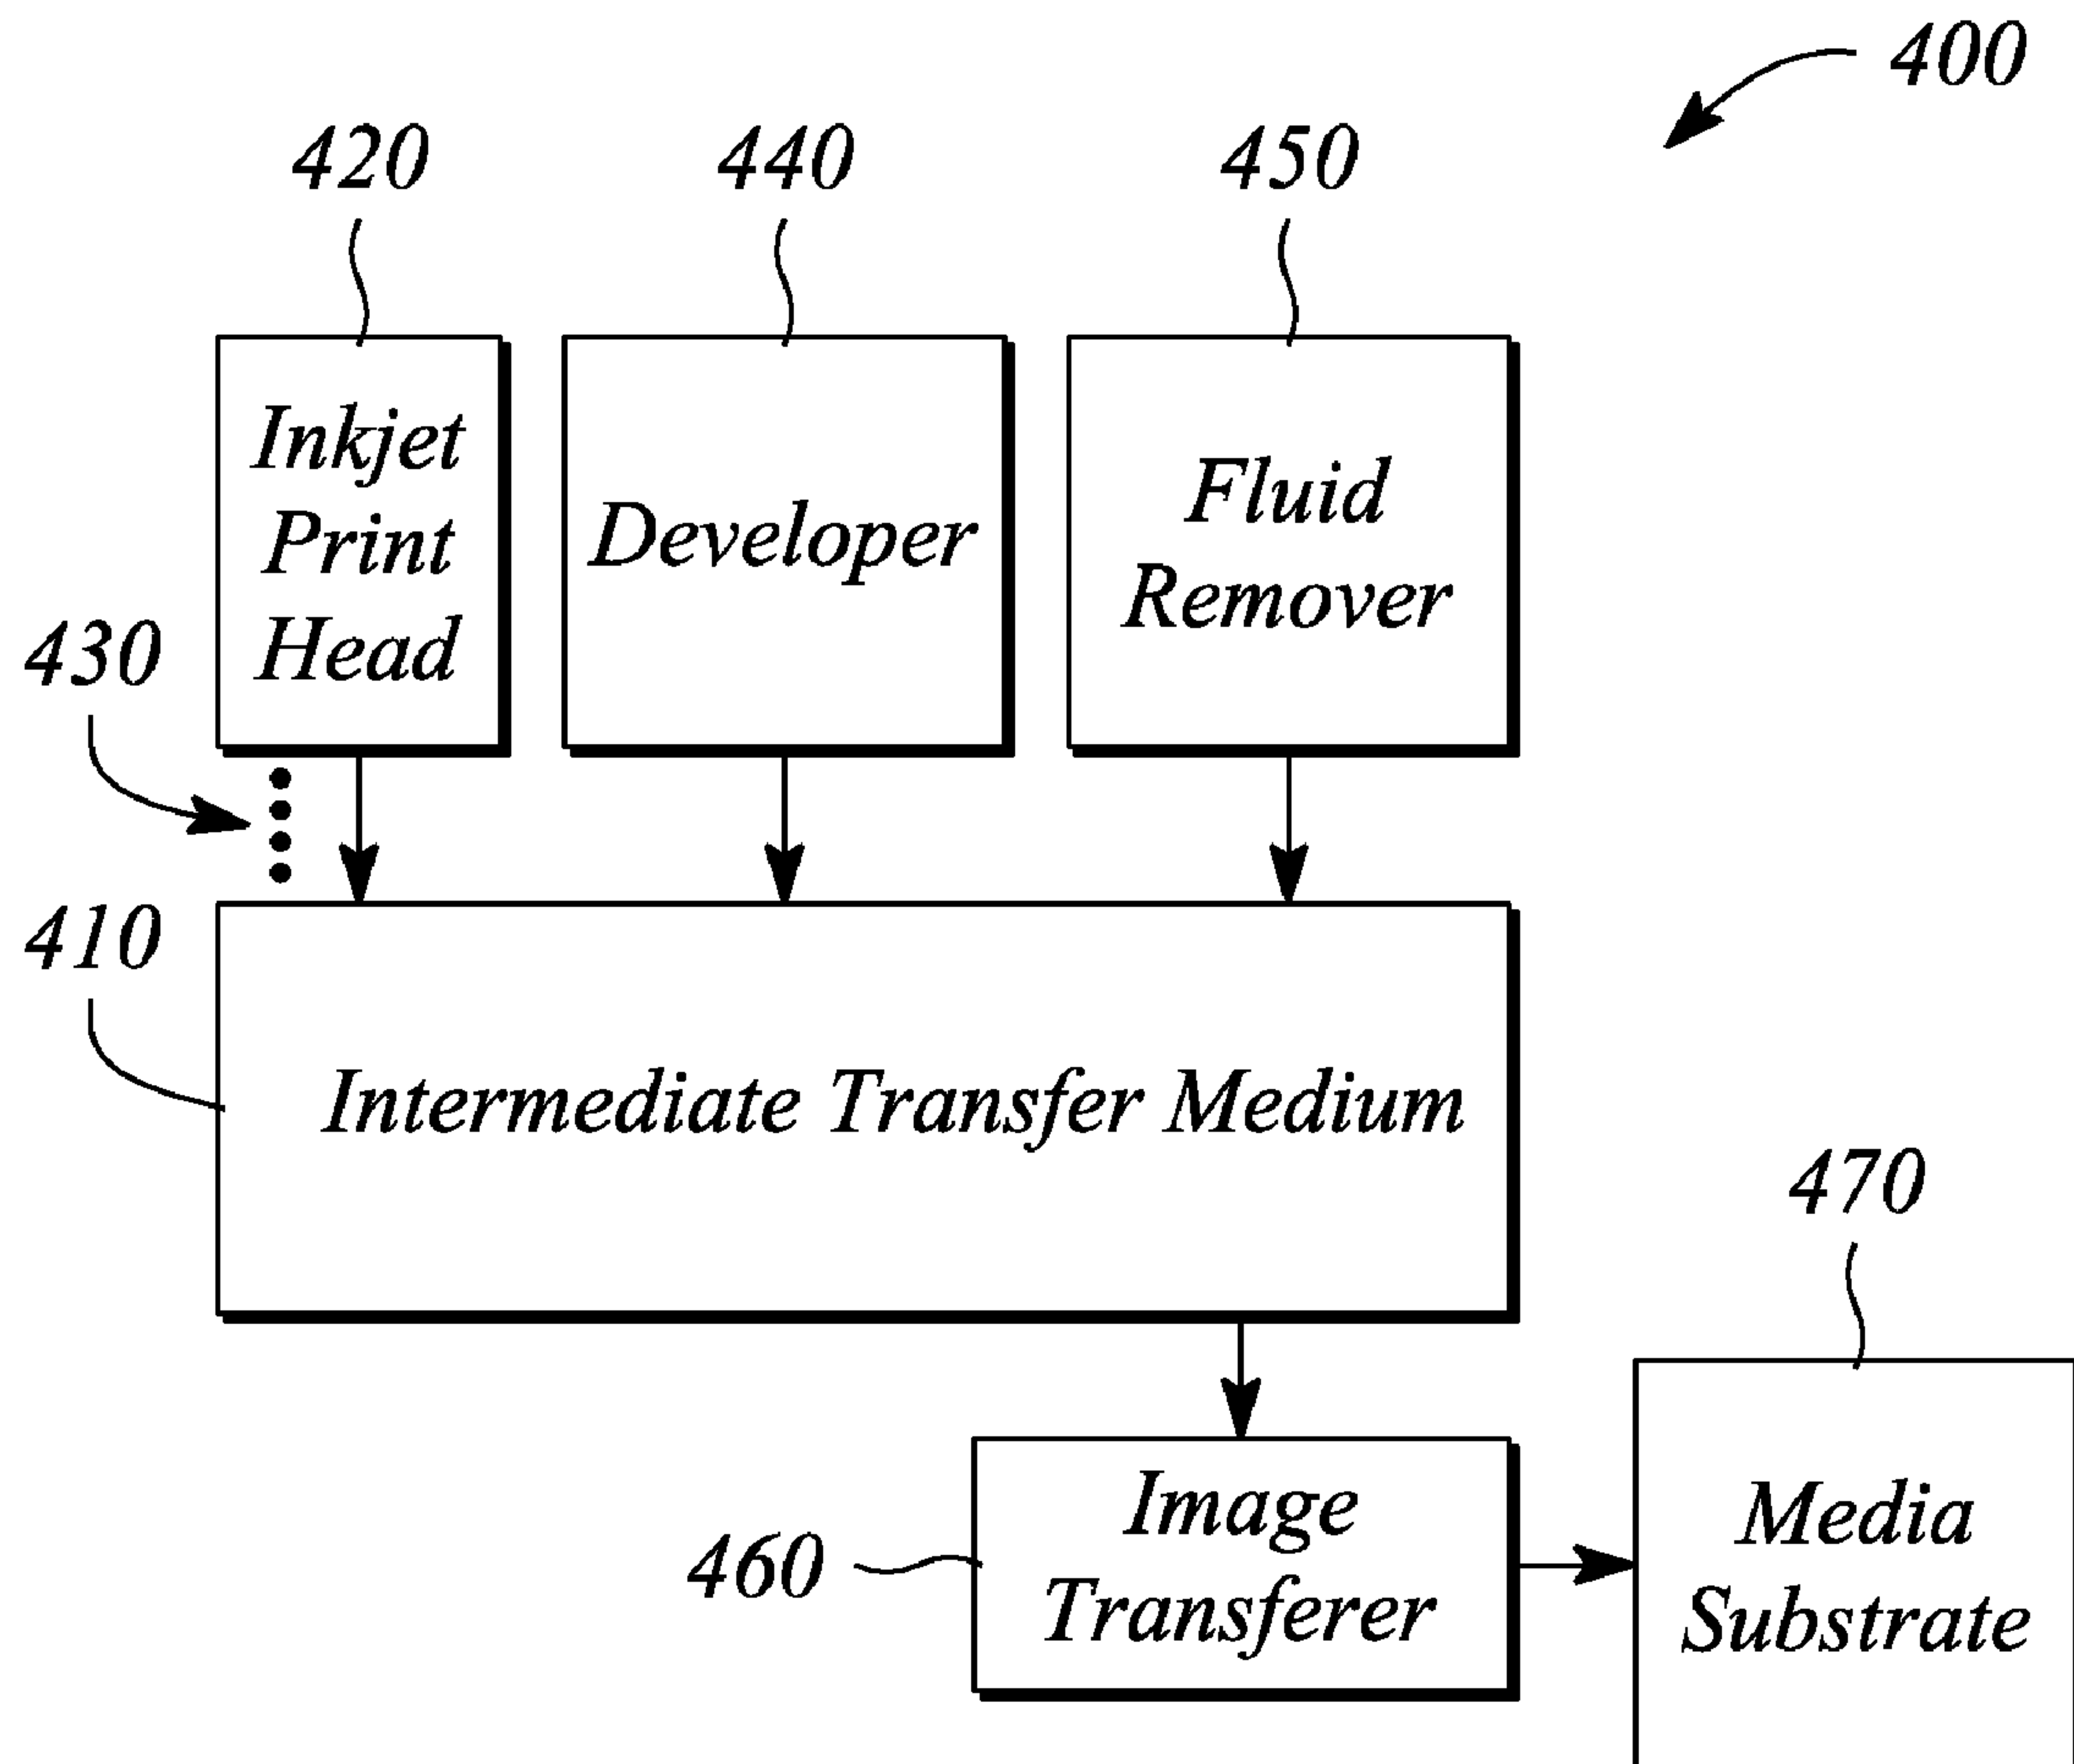 400
420
440
450
Inkjet
Print
Head
Developer
Fluid
Remover
430
410
Intermediate Transfer Medium
470
460
Image
Transferer
Media
Substrate